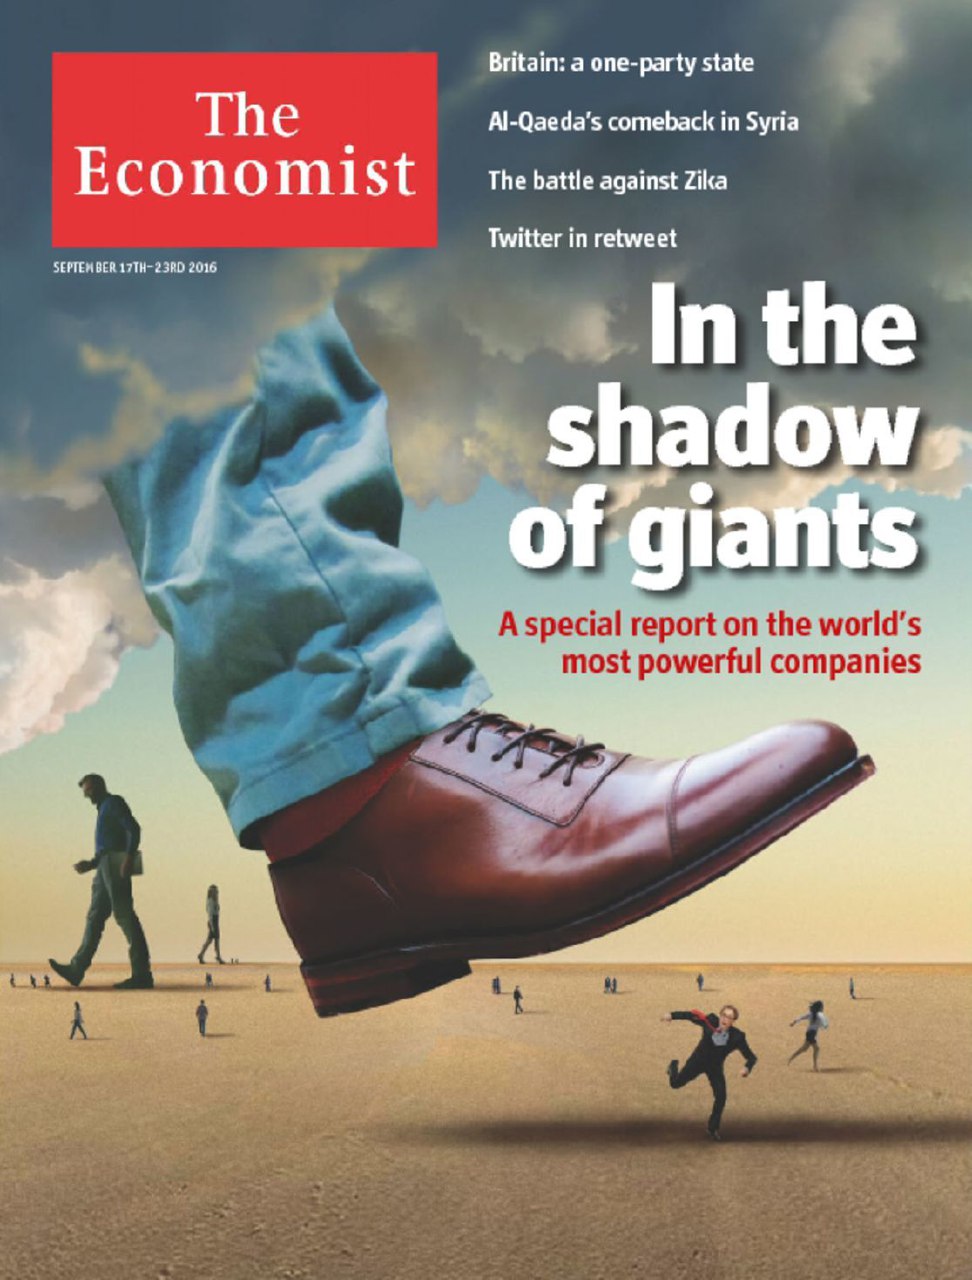 The
Economist
SEPTEMBER 17TH–23RD 2016
Britain: a one-party state
Al-Qaeda's comeback in Syria
The battle against Zika
Twitter in retweet
In the
shadow
of giants
A special report on the world's
most powerful companies